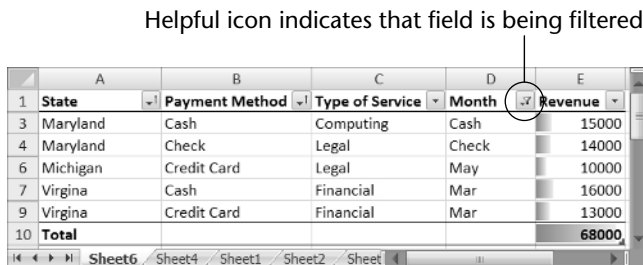 Helpful icon indicates that field is being filtered
A B C D E
1 State Payment Method Type of Service Month Revenue
3 Maryland Cash Computing Cash 15000
4 Maryland Check Legal Check 14000
6 Michigan Credit Card Legal May 10000
7 Virgina Cash Financial Mar 16000
9 Virgina Credit Card Financial Mar 13000
10 Total 68000
Sheet6 Sheet4 Sheet1 Sheet2 Sheet